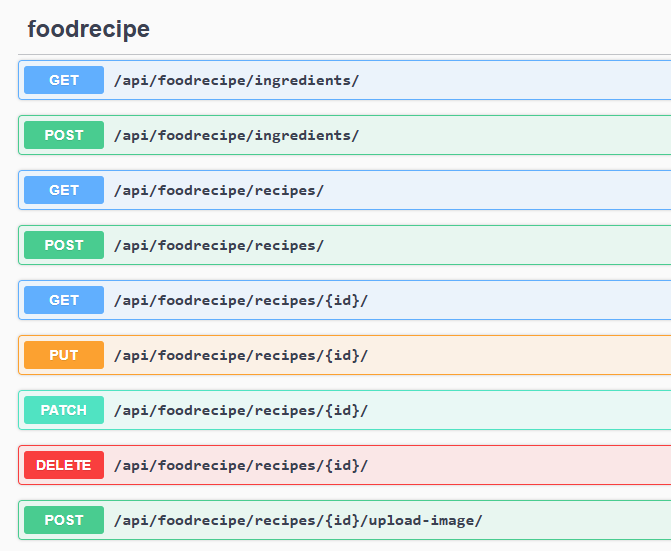 foodrecipe
GET /api/foodrecipe/ingredients/
POST /api/foodrecipe/ingredients/
GET /api/foodrecipe/recipes/
POST /api/foodrecipe/recipes/
GET /api/foodrecipe/recipes/{id}/
PUT /api/foodrecipe/recipes/{id}/
PATCH /api/foodrecipe/recipes/{id}/
DELETE /api/foodrecipe/recipes/{id}/
POST /api/foodrecipe/recipes/{id}/upload-image/